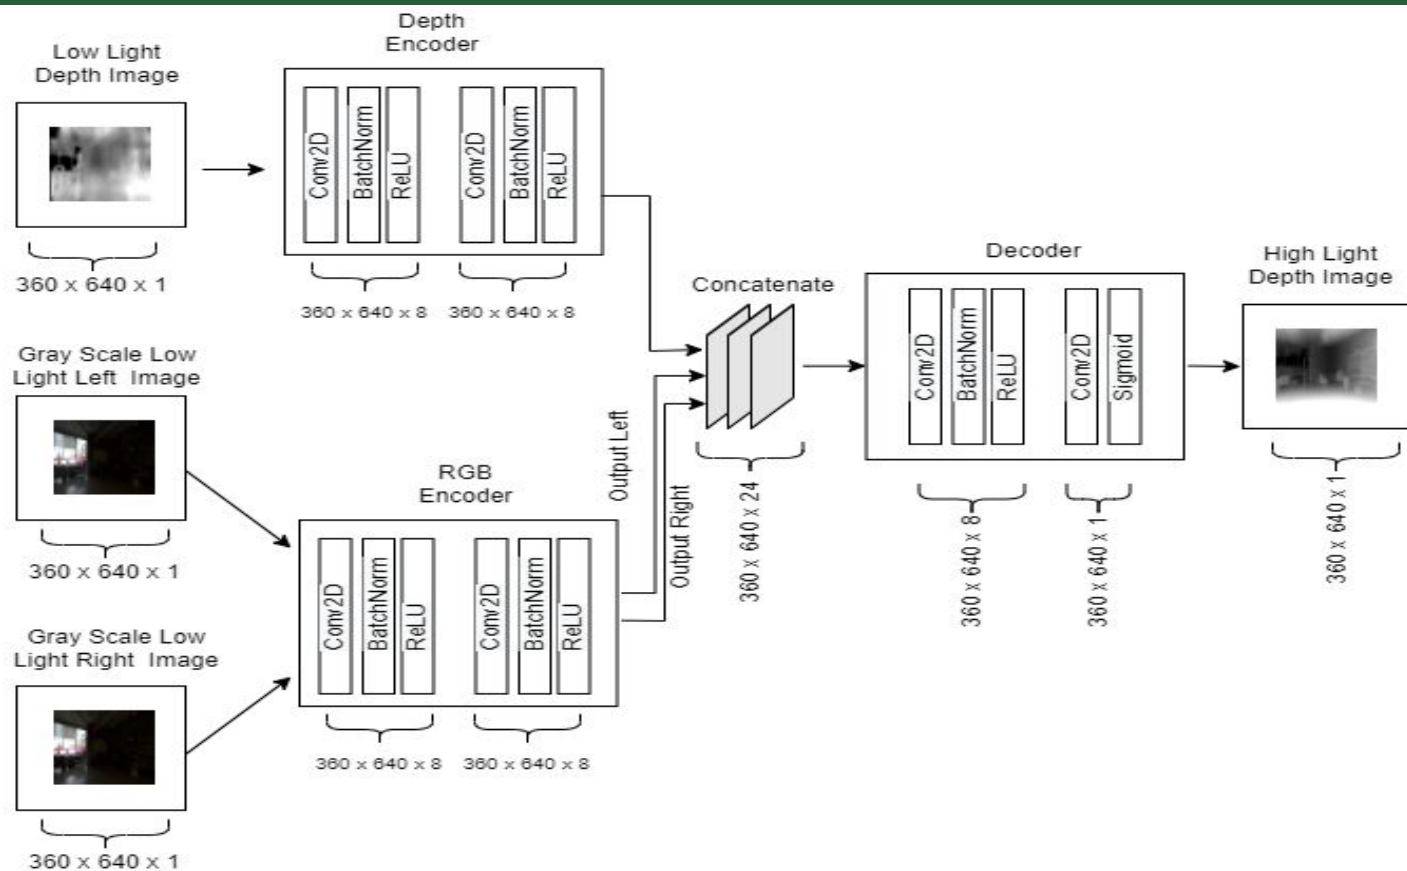 Low Light
Depth Image
360 x 640 x 1
Depth
Encoder
Conv2D
BatchNorm
ReLU
Conv2D
BatchNorm
ReLU
360 x 640 x 8
360 x 640 x 8
Gray Scale Low
Light Left Image
360 x 640 x 1
Gray Scale Low
Light Right Image
360 x 640 x 1
RGB
Encoder
Conv2D
BatchNorm
ReLU
Conv2D
BatchNorm
ReLU
360 x 640 x 8
360 x 640 x 8
Output Left
Output Right
Concatenate
360 x 640 x 24
Decoder
Conv2D
BatchNorm
ReLU
Conv2D
Sigmoid
360 x 640 x 8
360 x 640 x 1
High Light
Depth Image
360 x 640 x 1